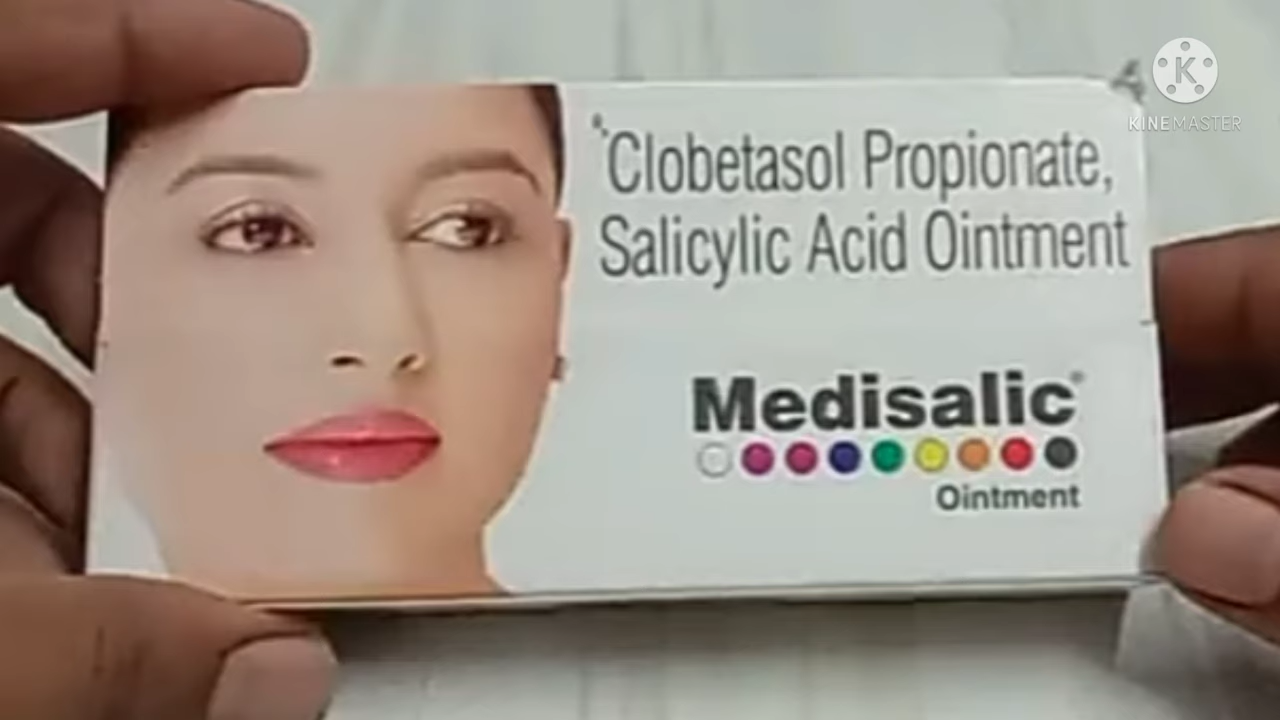 Clobetasol Propionate,
Salicylic Acid Ointment
Medisalic®
Ointment
K
KINEMASTER